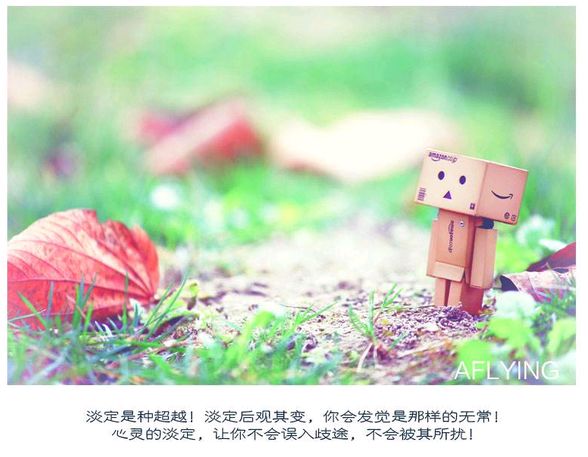 amazon.co.jp
AFLYING
淡定是种超越！淡定后观其变，你会发觉是那样的无常！
心灵的淡定，让你不会误入歧途，不会被其所扰！